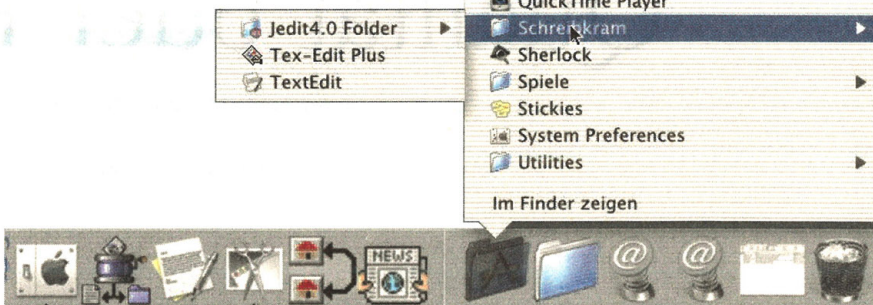 QuickTime Player
Jedit4.0 Folder
Schreibkram
Tex-Edit Plus
Sherlock
TextEdit
Spiele
Stickies
System Preferences
Utilities
Im Finder zeigen
NEWS